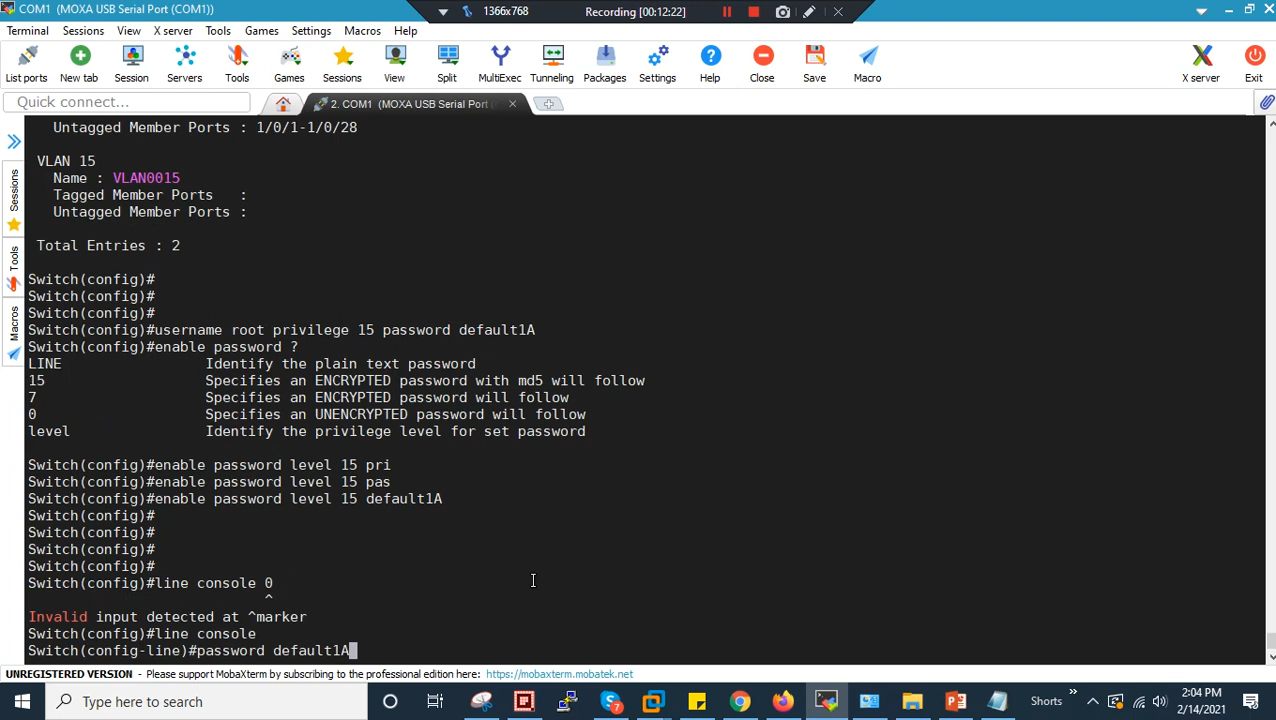 COM1 (MOXA USB Serial Port (COM1))
1366x768
Recording [00:12:22]
Terminal Sessions View X server Tools Games Settings Macros Help
List ports New tab Session Servers Tools Games Sessions View Split MultiExec Tunneling Packages Settings Help Close Save Macro X server Exit
Quick connect...
2. COM1 (MOXA USB Serial Port (
Sessions
Tools
Macros
Untagged Member Ports : 1/0/1-1/0/28
VLAN 15
Name : VLAN0015
Tagged Member Ports :
Untagged Member Ports :
Total Entries : 2
Switch(config)#
Switch(config)#
Switch(config)#
Switch(config)#username root privilege 15 password default1A
Switch(config)#enable password ?
LINE Identify the plain text password
15 Specifies an ENCRYPTED password with md5 will follow
7 Specifies an ENCRYPTED password will follow
0 Specifies an UNENCRYPTED password will follow
level Identify the privilege level for set password
Switch(config)#enable password level 15 pri
Switch(config)#enable password level 15 pas
Switch(config)#enable password level 15 default1A
Switch(config)#
Switch(config)#
Switch(config)#
Switch(config)#
Switch(config)#line console 0
^
Invalid input detected at ^marker
Switch(config)#line console
Switch(config-line)#password default1A
UNREGISTERED VERSION - Please support MobaXterm by subscribing to the professional edition here: https://mobaxterm.mobatek.net
Type here to search
Shorts
2:04 PM
2/14/2021